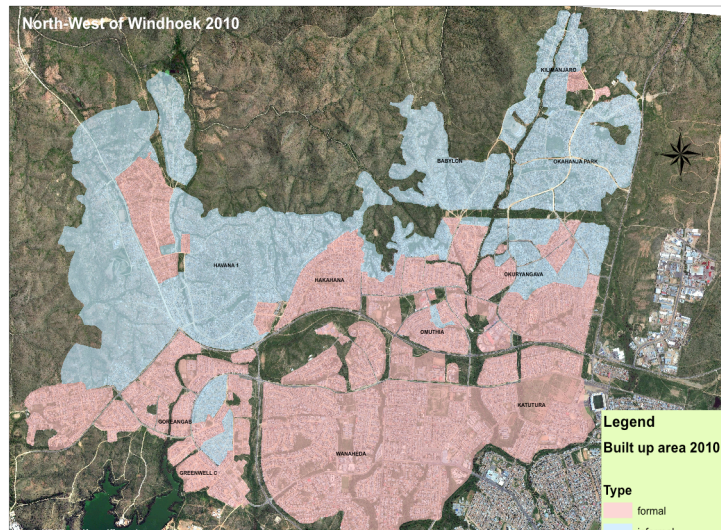 North-West of Windhoek 2010
KILIMANJARO
BABYLON
OKAHANJA PARK
HAVANA 1
HAKAHANA
OKURYANGAVA
OMUTHIA
KATUTURA
GOREANGAB
WANAHEDA
GREENWELL C
Legend
Built up area 2010
Type
formal